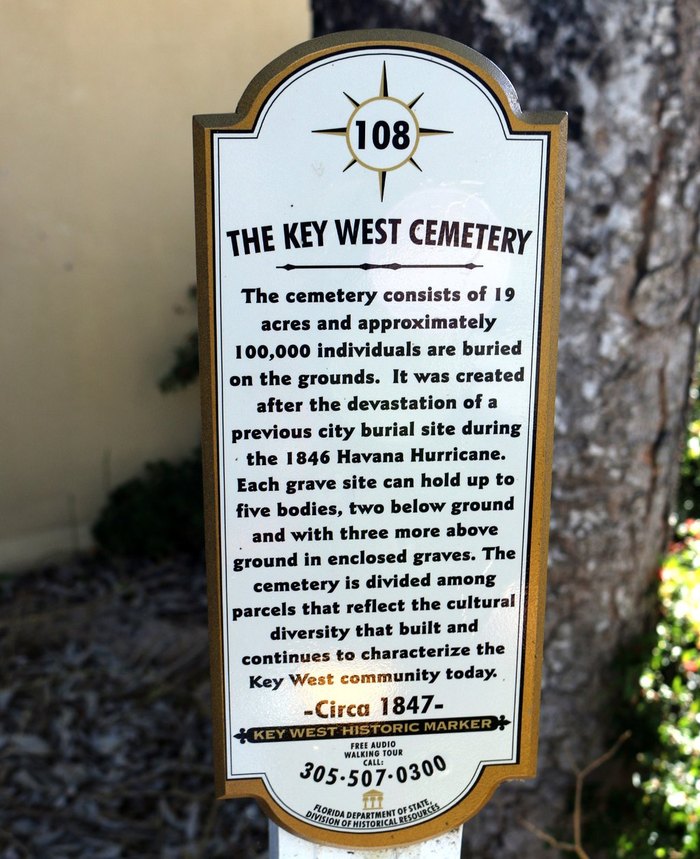 108
THE KEY WEST CEMETERY
The cemetery consists of 19
acres and approximately
100,000 individuals are buried
on the grounds. It was created
after the devastation of a
previous city burial site during
the 1846 Havana Hurricane.
Each grave site can hold up to
five bodies, two below ground
and with three more above
ground in enclosed graves. The
cemetery is divided among
parcels that reflect the cultural
diversity that built and
continues to characterize the
Key West community today.
-Circa 1847-
KEY WEST HISTORIC MARKER
FREE AUDIO
WALKING TOUR
CALL:
305·507·0300
FLORIDA DEPARTMENT OF STATE,
DIVISION OF HISTORICAL RESOURCES